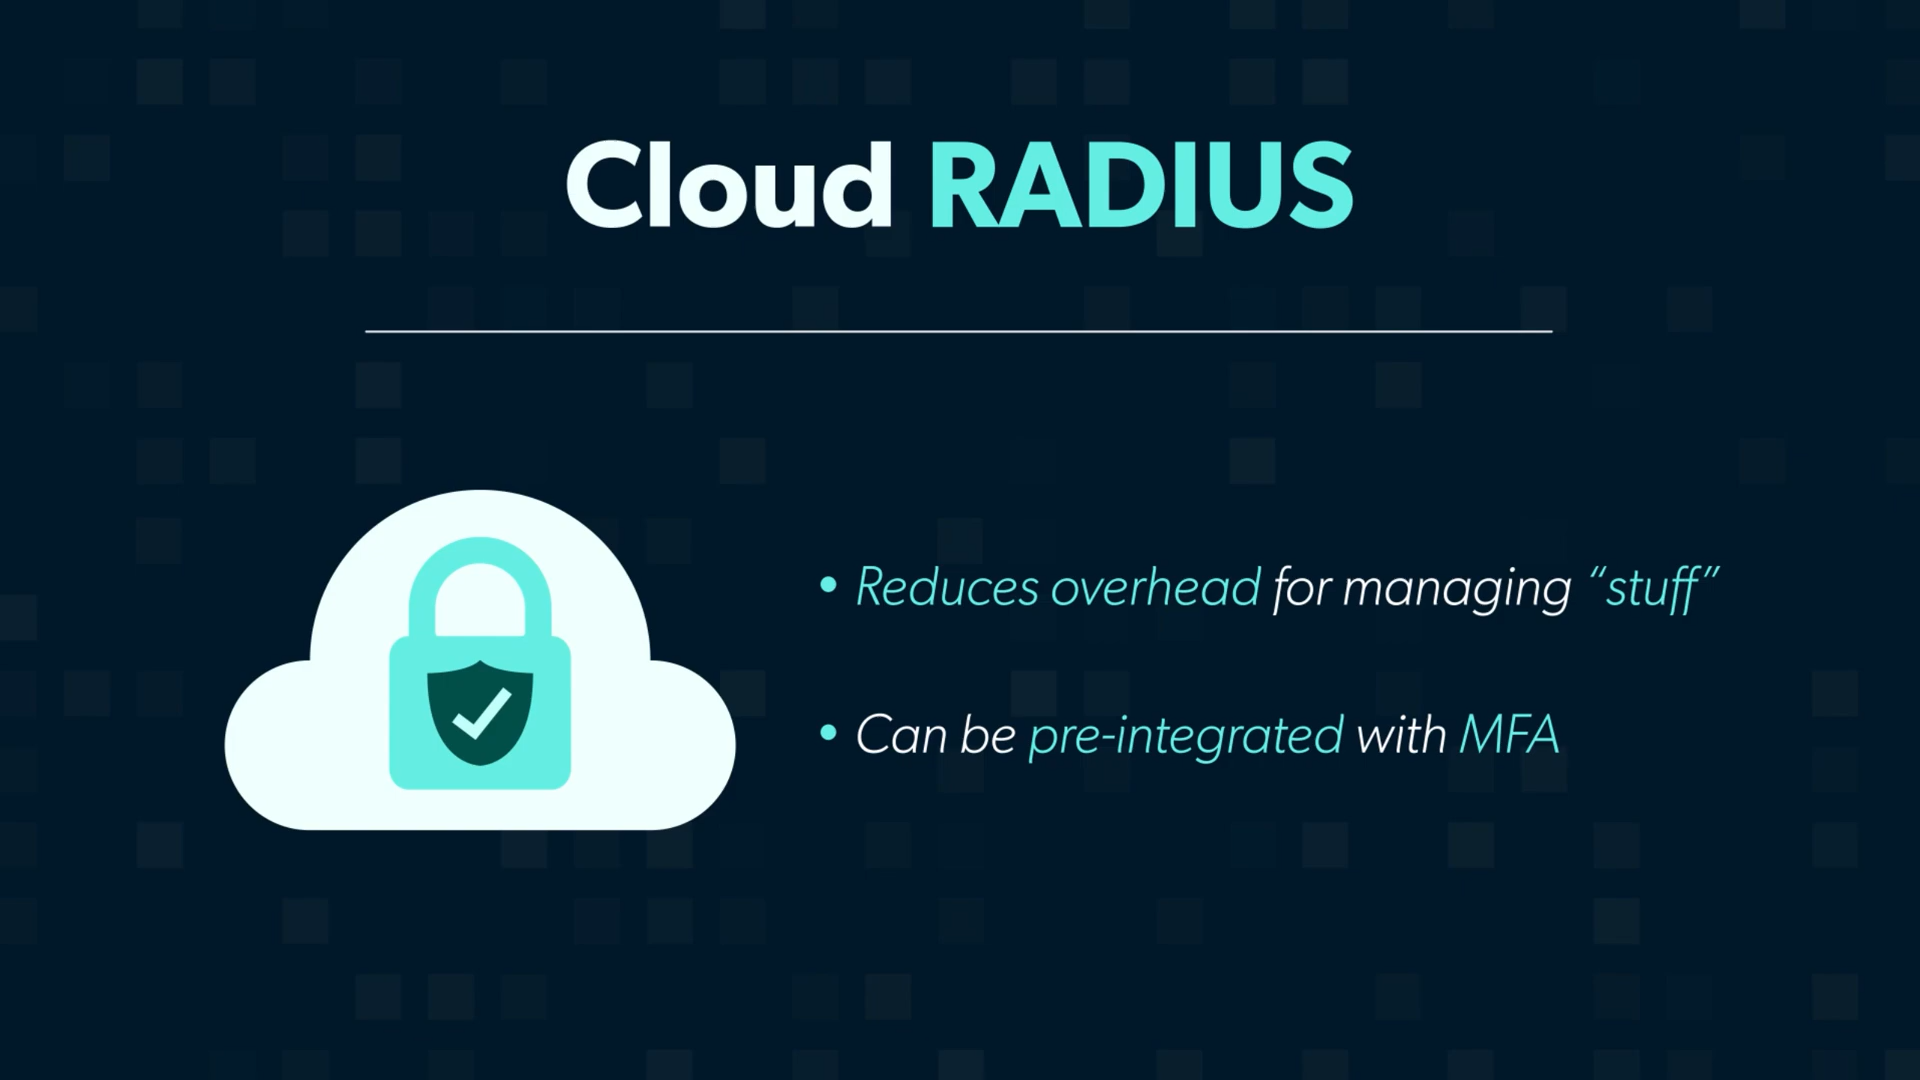 Cloud RADIUS
• Reduces overhead for managing “stuff”
• Can be pre-integrated with MFA